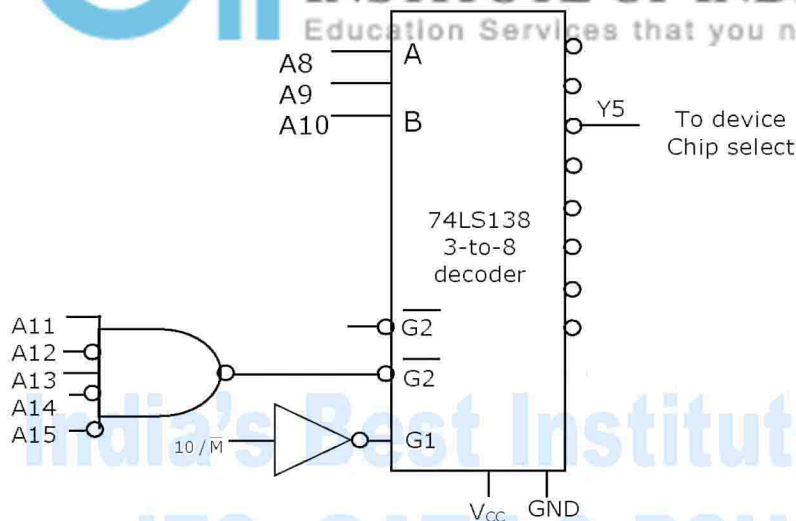 Education Services that you n
A8
A9
A10
A
B
Y5
To device
Chip select
74LS138
3-to-8
decoder
A11
A12
A13
A14
A15
G2
G2
10/M
G1
India's Best Institut
VCC
GND